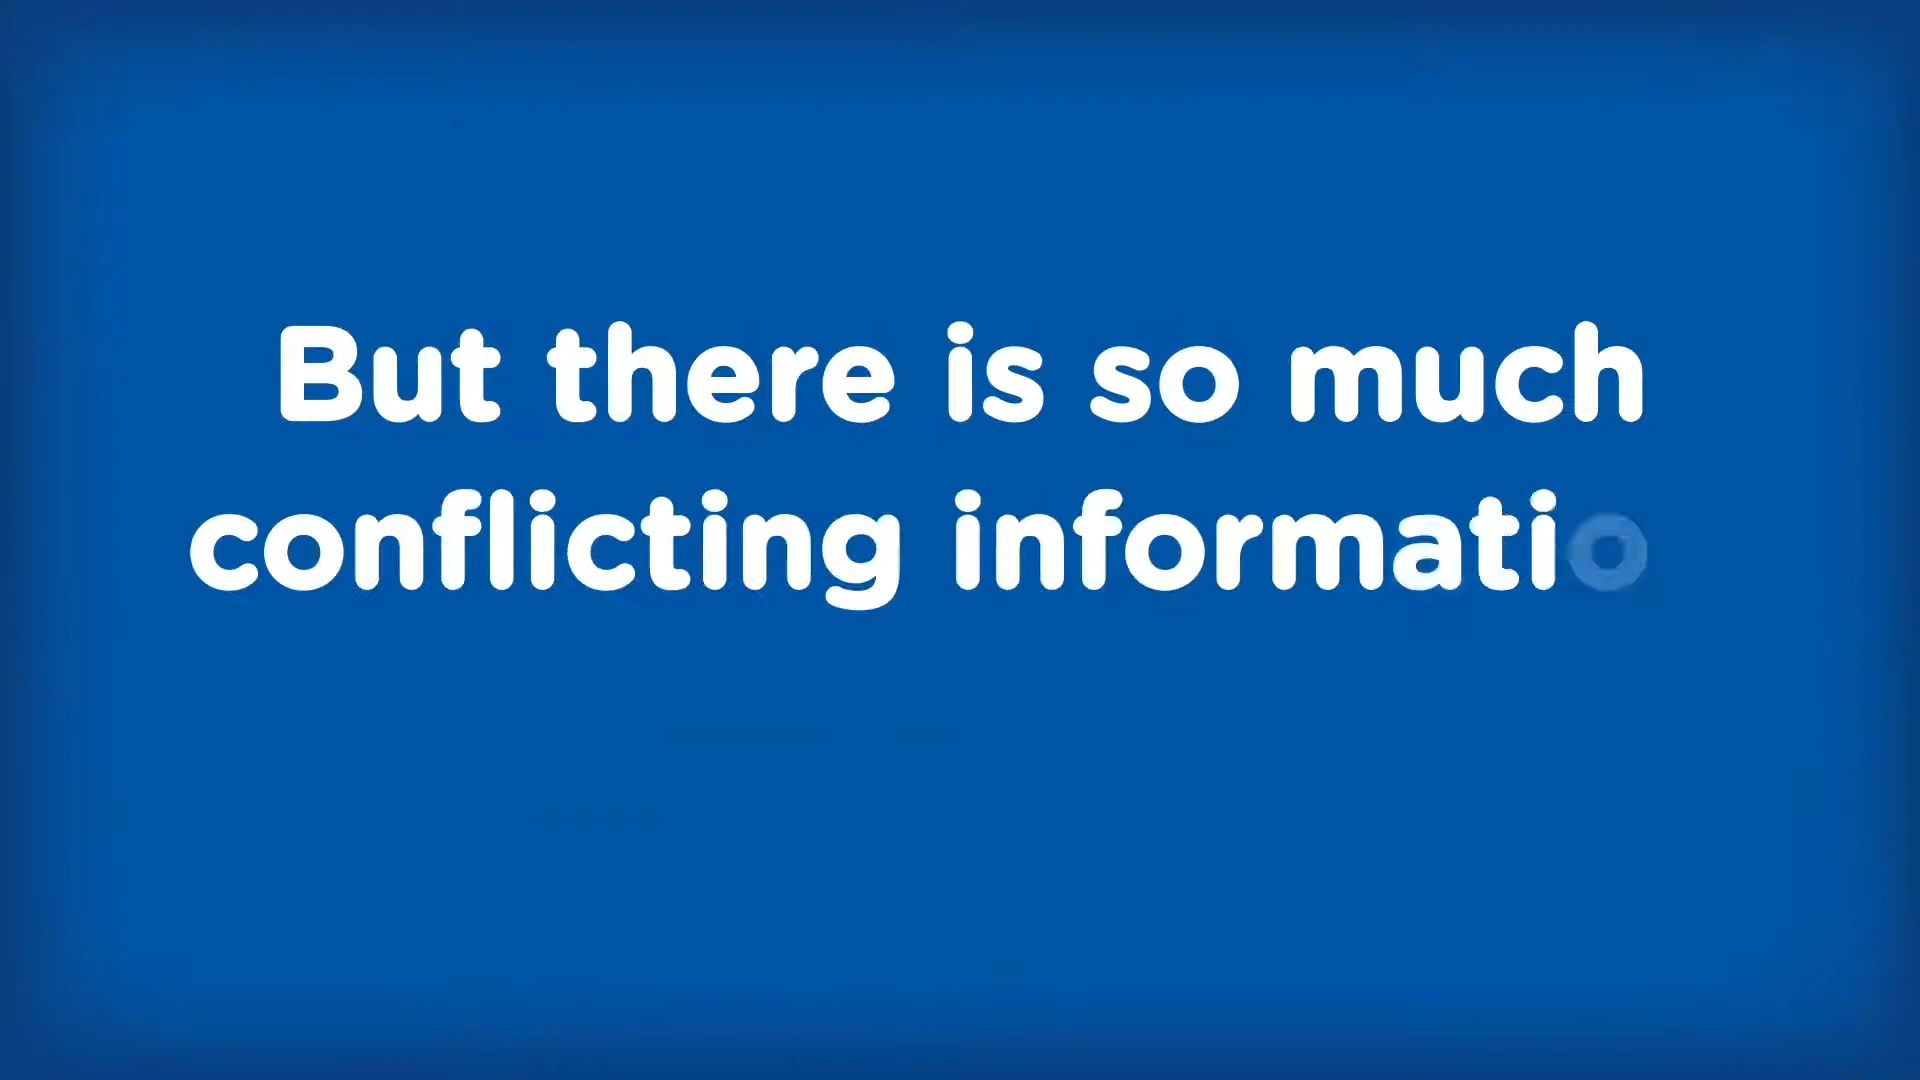 But there is so much
conflicting informatio